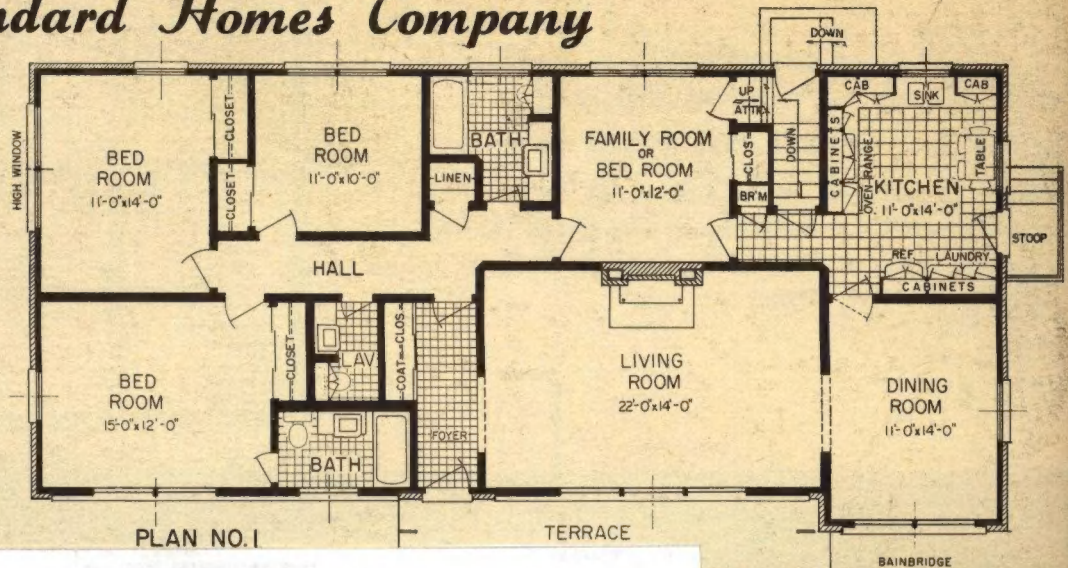 ndard Homes Company
DOWN
HIGH WINDOW
BED
ROOM
11'-0"x14'-0"
CLOSET
CLOSET
BED
ROOM
11'-0"x10'-0"
BATH
LINEN
FAMILY ROOM
OR
BED ROOM
11'-0"x12'-0"
UP
ATTIC
CLOS
BR'M
DOWN
CAB
SINK
CAB
CABINETS
OVEN-RANGE
TABLE
KITCHEN
11'-0"x14'-0"
STOOP
REF.
LAUNDRY
CABINETS
HALL
BED
ROOM
15'-0"x12'-0"
CLOSET
LAV.
COAT CLOS.
BATH
FOYER
LIVING
ROOM
22'-0"x14'-0"
DINING
ROOM
11'-0"x14'-0"
PLAN NO. 1
TERRACE
BAINBRIDGE